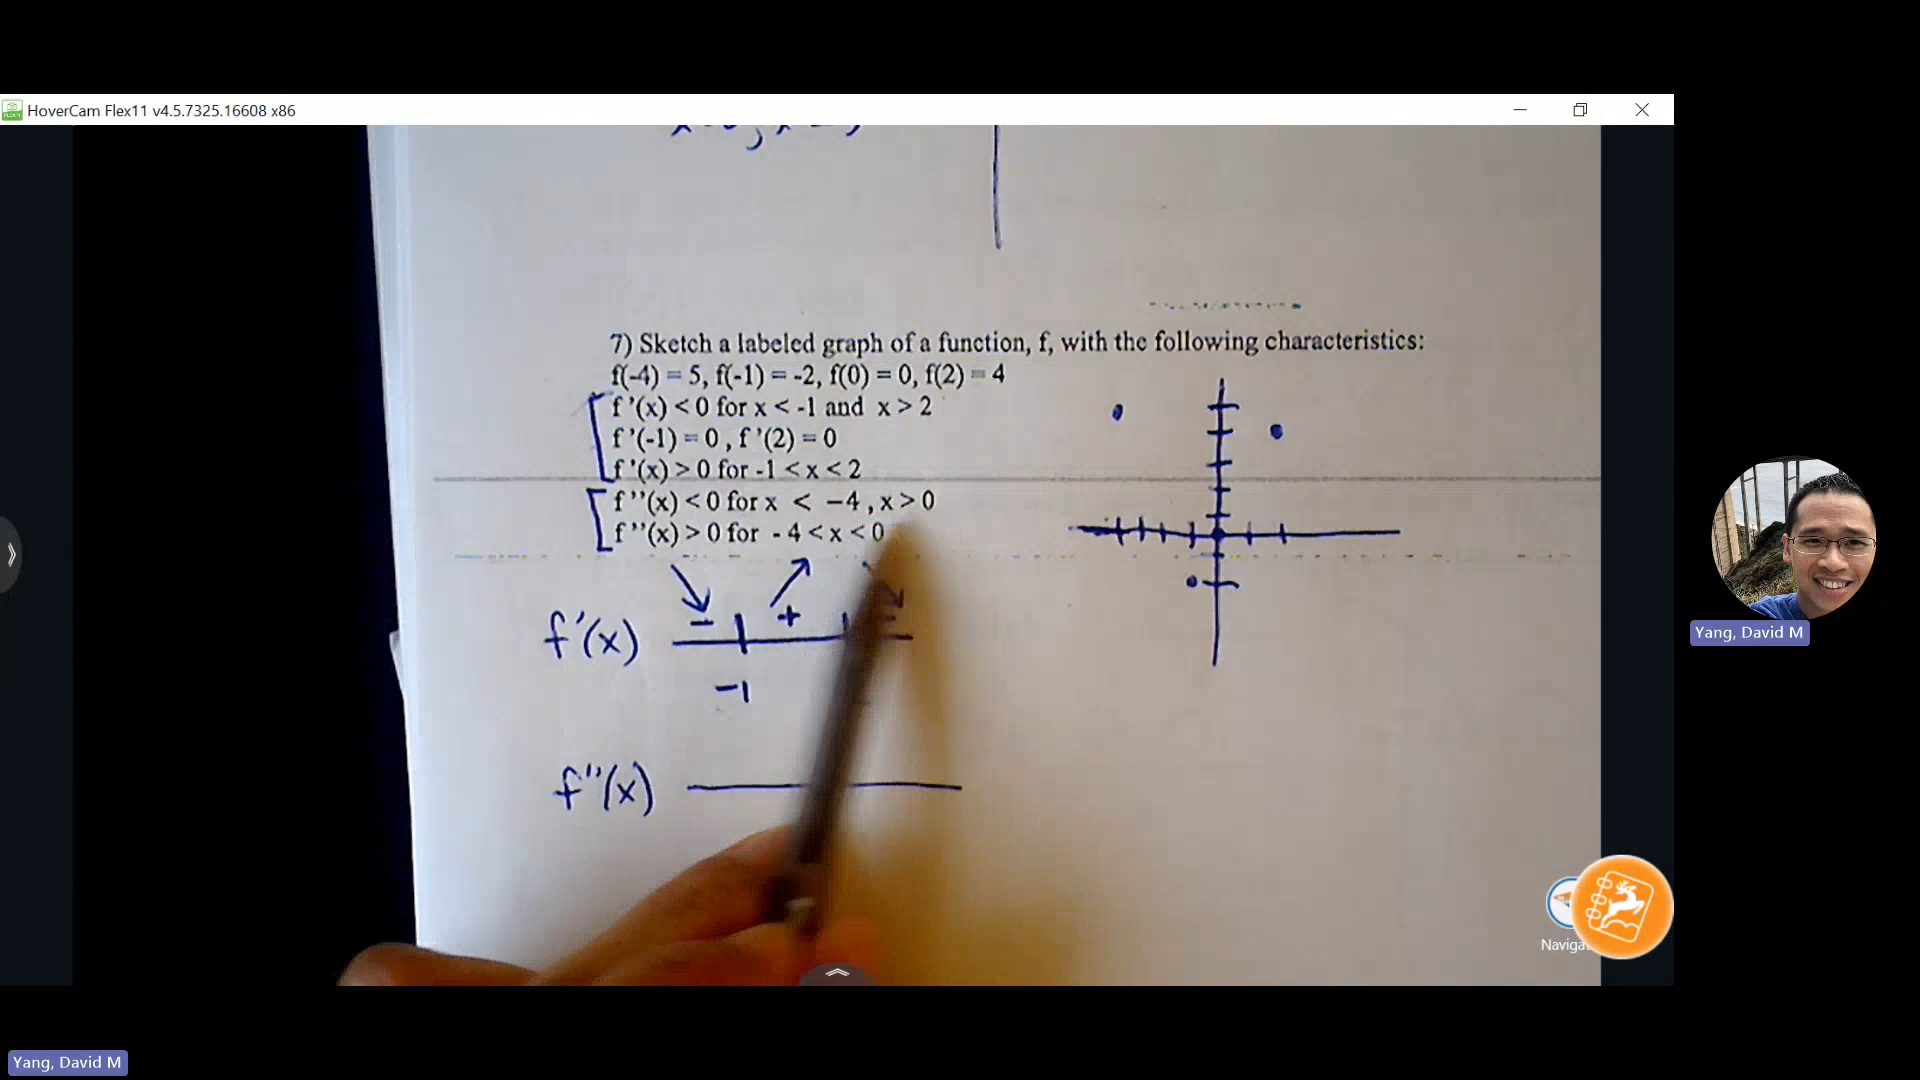 HoverCam Flex11 v4.5.7325.16608 x86
7) Sketch a labeled graph of a function, f, with the following characteristics:
f(-4) = 5, f(-1) = -2, f(0) = 0, f(2) = 4
f '(x) < 0 for x < -1 and x > 2
f '(-1) = 0 , f '(2) = 0
f '(x) > 0 for -1 < x < 2
f ''(x) < 0 for x < −4 , x > 0
f ''(x) > 0 for - 4 < x < 0
f'(x) − + −
−1
f"(x)
Yang, David M
Yang, David M